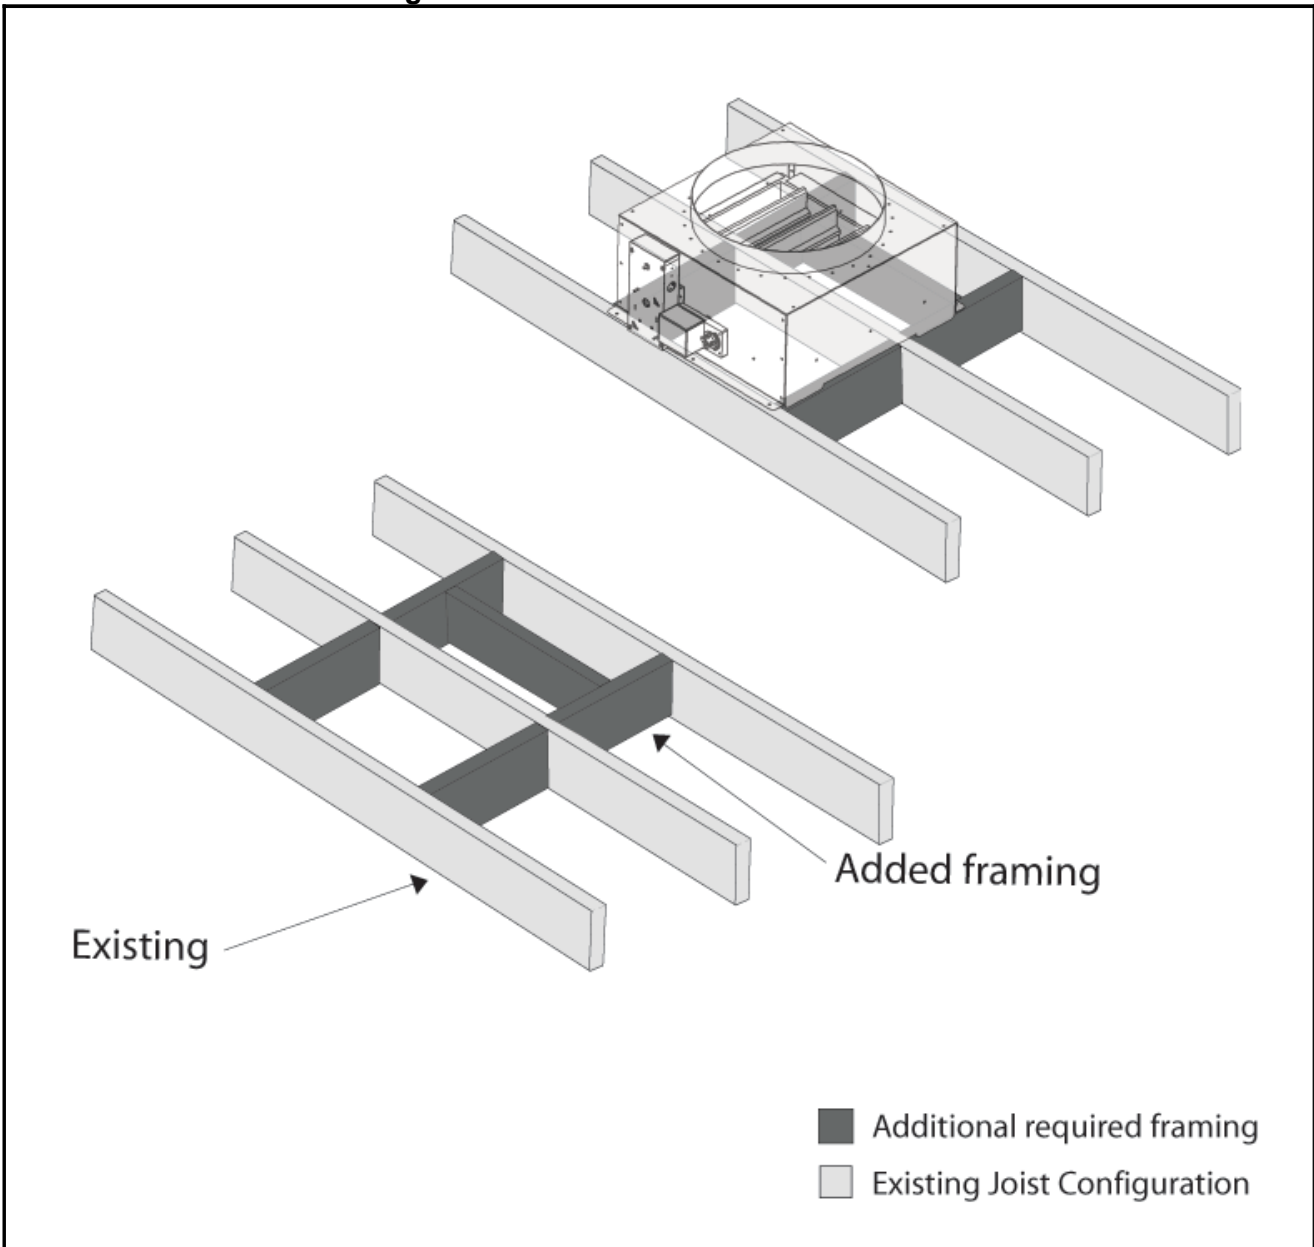 Added framing
Existing
Additional required framing
Existing Joist Configuration